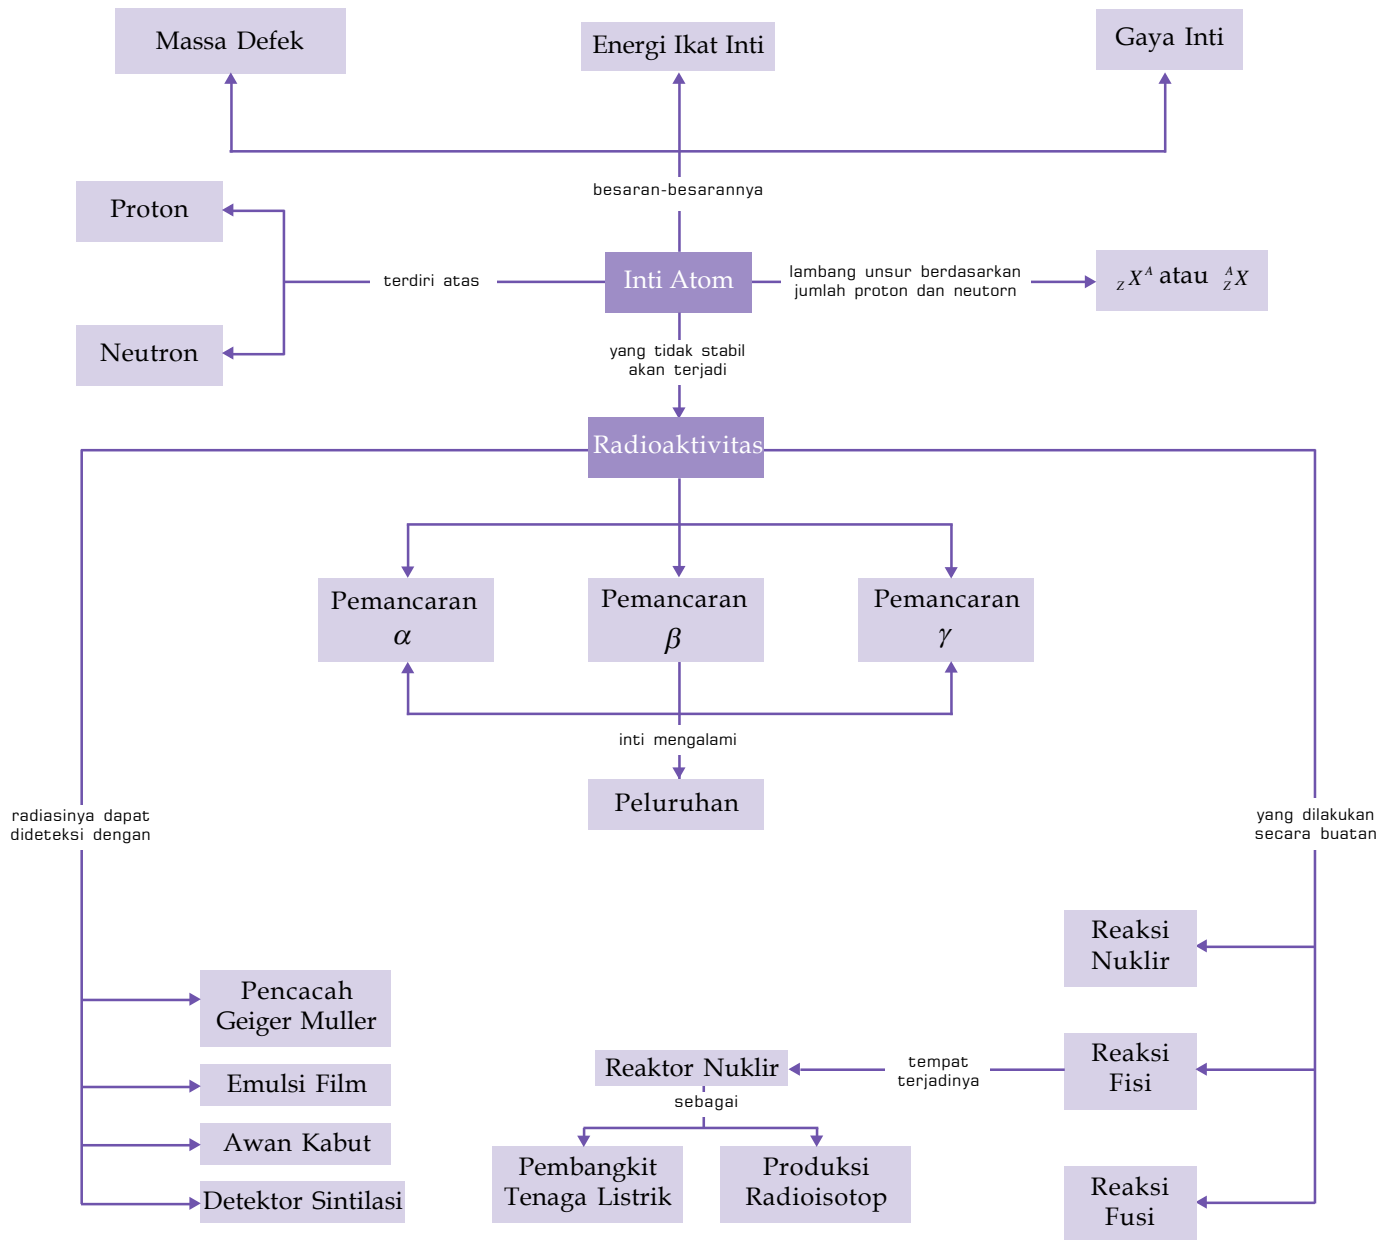 Massa Defek
Energi Ikat Inti
Gaya Inti
besaran-besarannya
Proton
Neutron
terdiri atas
Inti Atom
lambang unsur berdasarkan
jumlah proton dan neutorn
$_{Z}X^{A}$ atau $^{A}_{Z}X$
yang tidak stabil
akan terjadi
Radioaktivitas
Pemancaran
α
Pemancaran
β
Pemancaran
γ
inti mengalami
Peluruhan
radiasinya dapat
dideteksi dengan
Pencacah
Geiger Muller
Emulsi Film
Awan Kabut
Detektor Sintilasi
yang dilakukan
secara buatan
Reaksi
Nuklir
Reaksi
Fisi
Reaksi
Fusi
tempat
terjadinya
Reaktor Nuklir
sebagai
Pembangkit
Tenaga Listrik
Produksi
Radioisotop